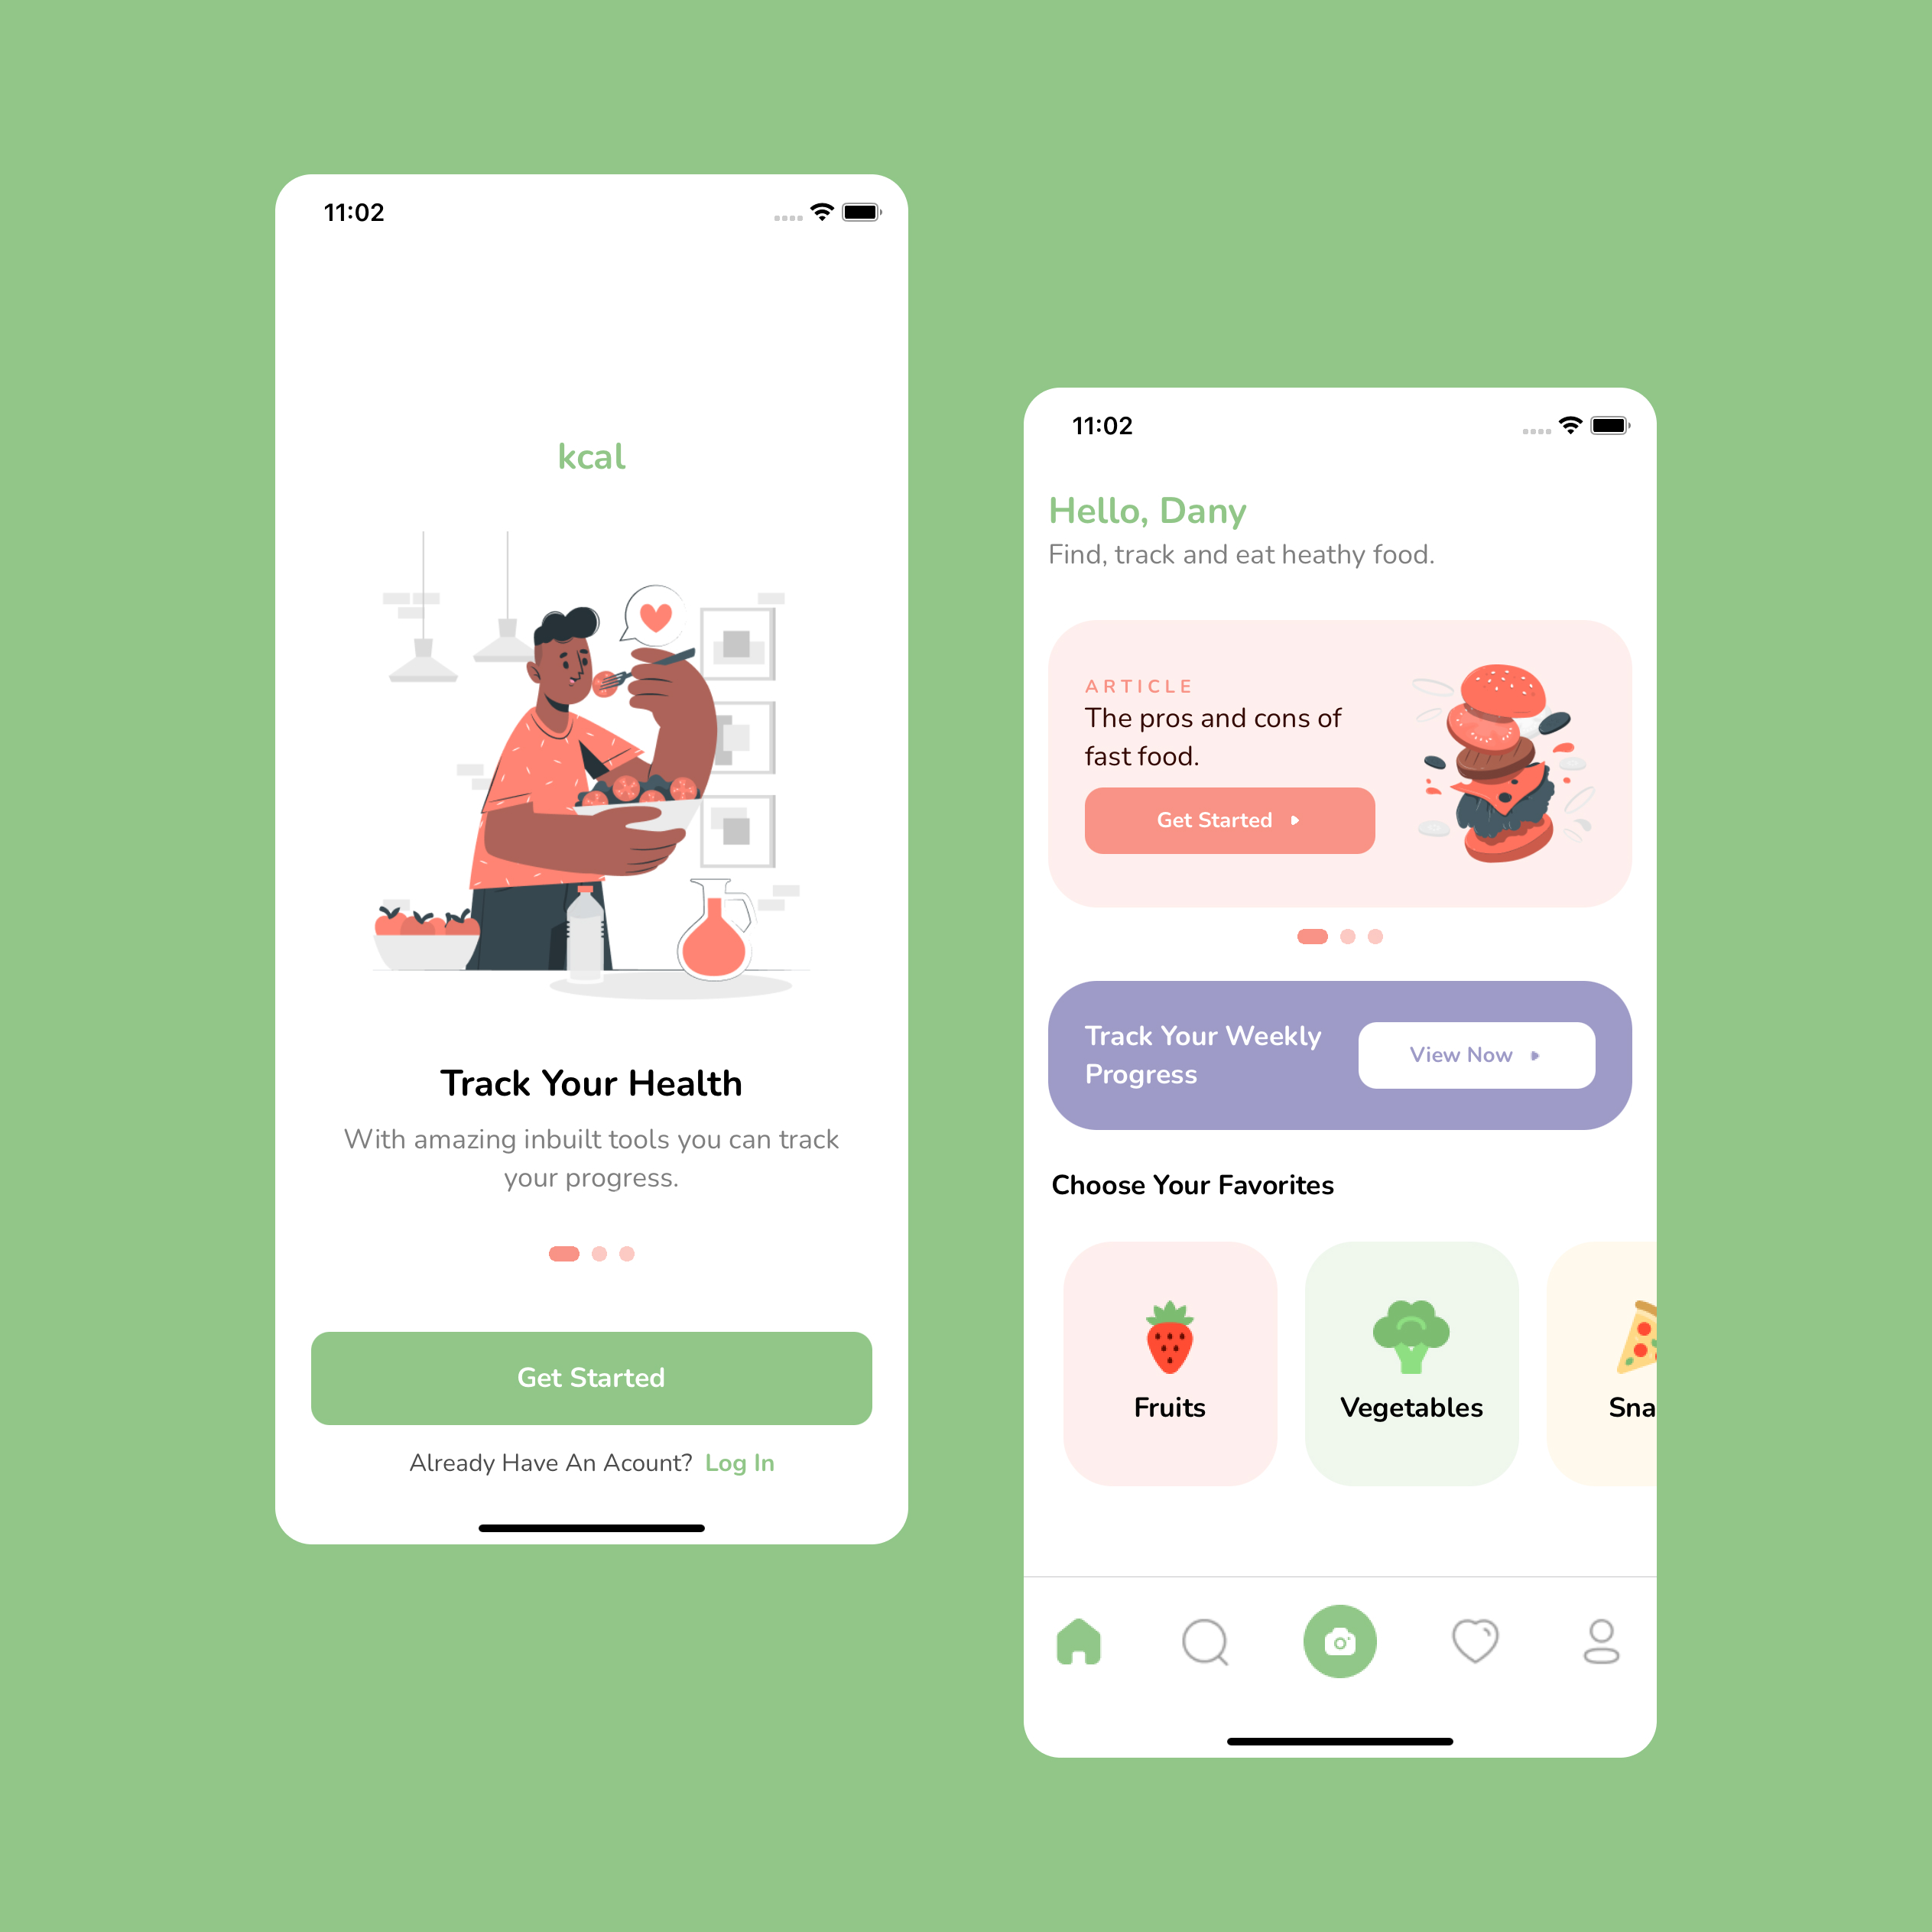 11:02
kcal
Track Your Health
With amazing inbuilt tools you can track
your progress.
Get Started
Already Have An Acount? Log In
11:02
Hello, Dany
Find, track and eat heathy food.
ARTICLE
The pros and cons of
fast food.
Get Started
Track Your Weekly
Progress
View Now
Choose Your Favorites
Fruits
Vegetables
Sna